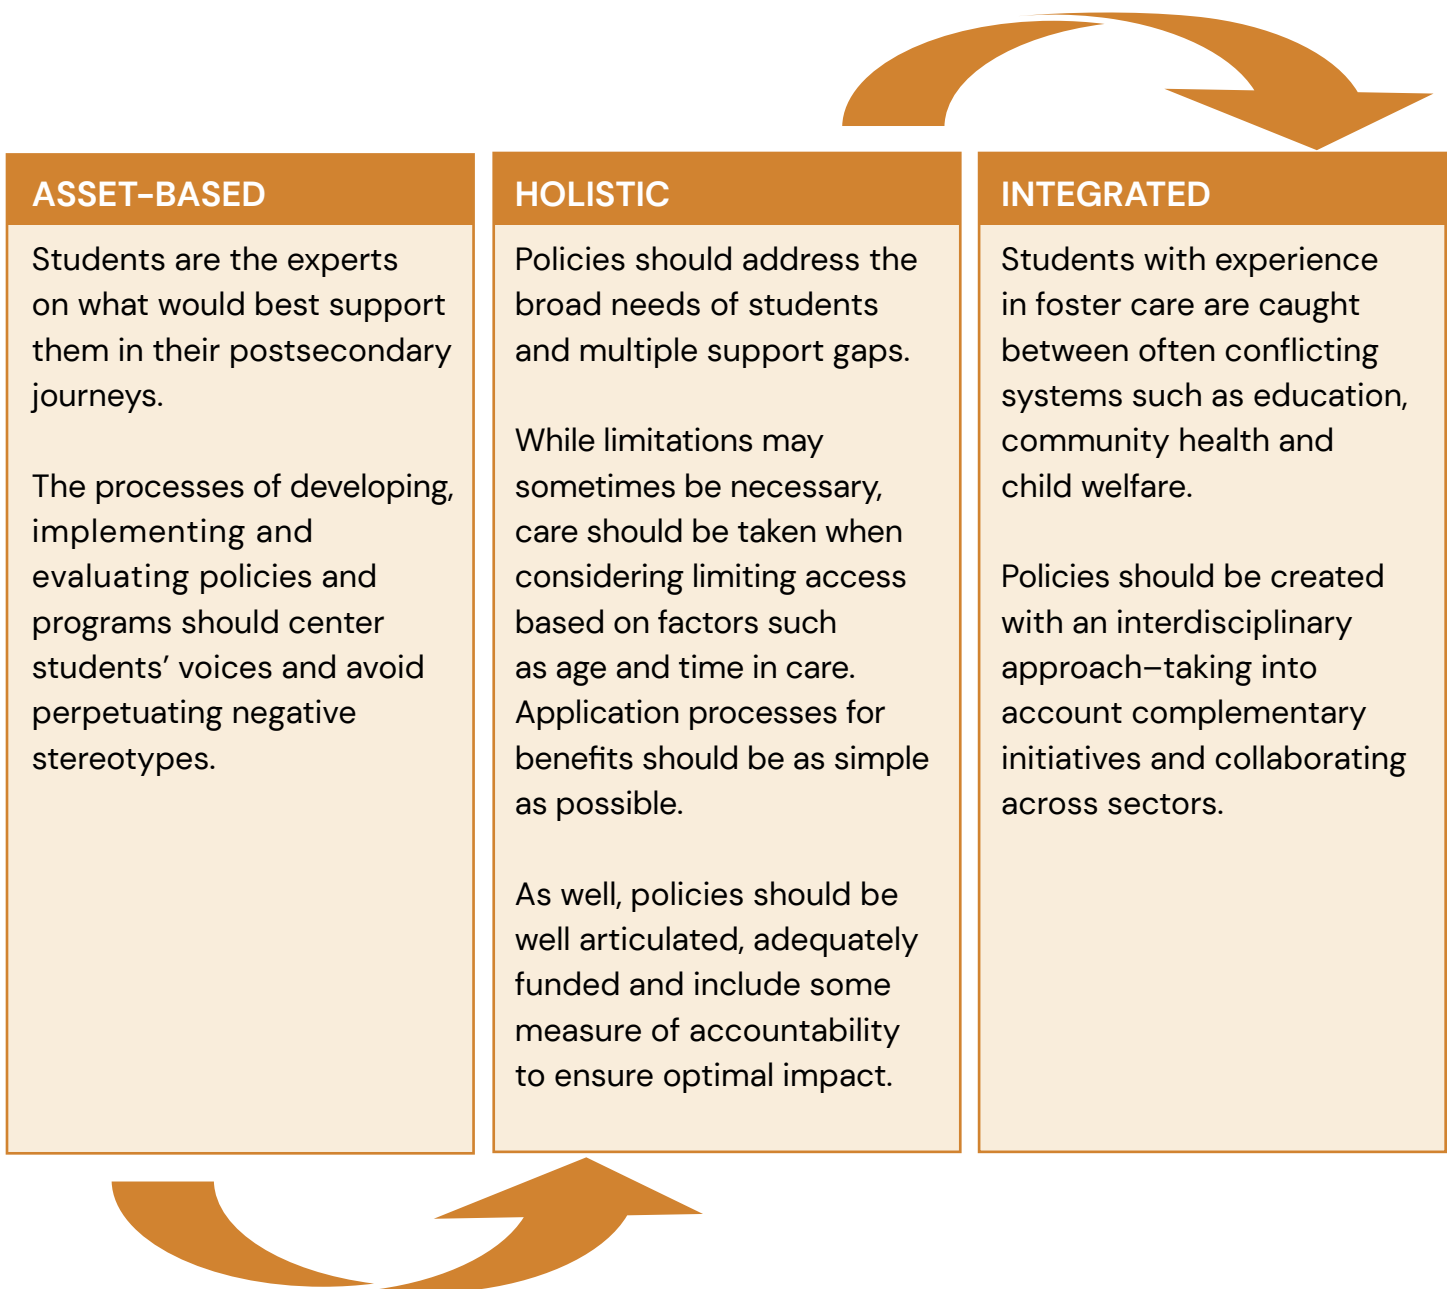 ASSET-BASED
Students are the experts
on what would best support
them in their postsecondary
journeys.
The processes of developing,
implementing and
evaluating policies and
programs should center
students’ voices and avoid
perpetuating negative
stereotypes.
HOLISTIC
Policies should address the
broad needs of students
and multiple support gaps.
While limitations may
sometimes be necessary,
care should be taken when
considering limiting access
based on factors such
as age and time in care.
Application processes for
benefits should be as simple
as possible.
As well, policies should be
well articulated, adequately
funded and include some
measure of accountability
to ensure optimal impact.
INTEGRATED
Students with experience
in foster care are caught
between often conflicting
systems such as education,
community health and
child welfare.
Policies should be created
with an interdisciplinary
approach–taking into
account complementary
initiatives and collaborating
across sectors.